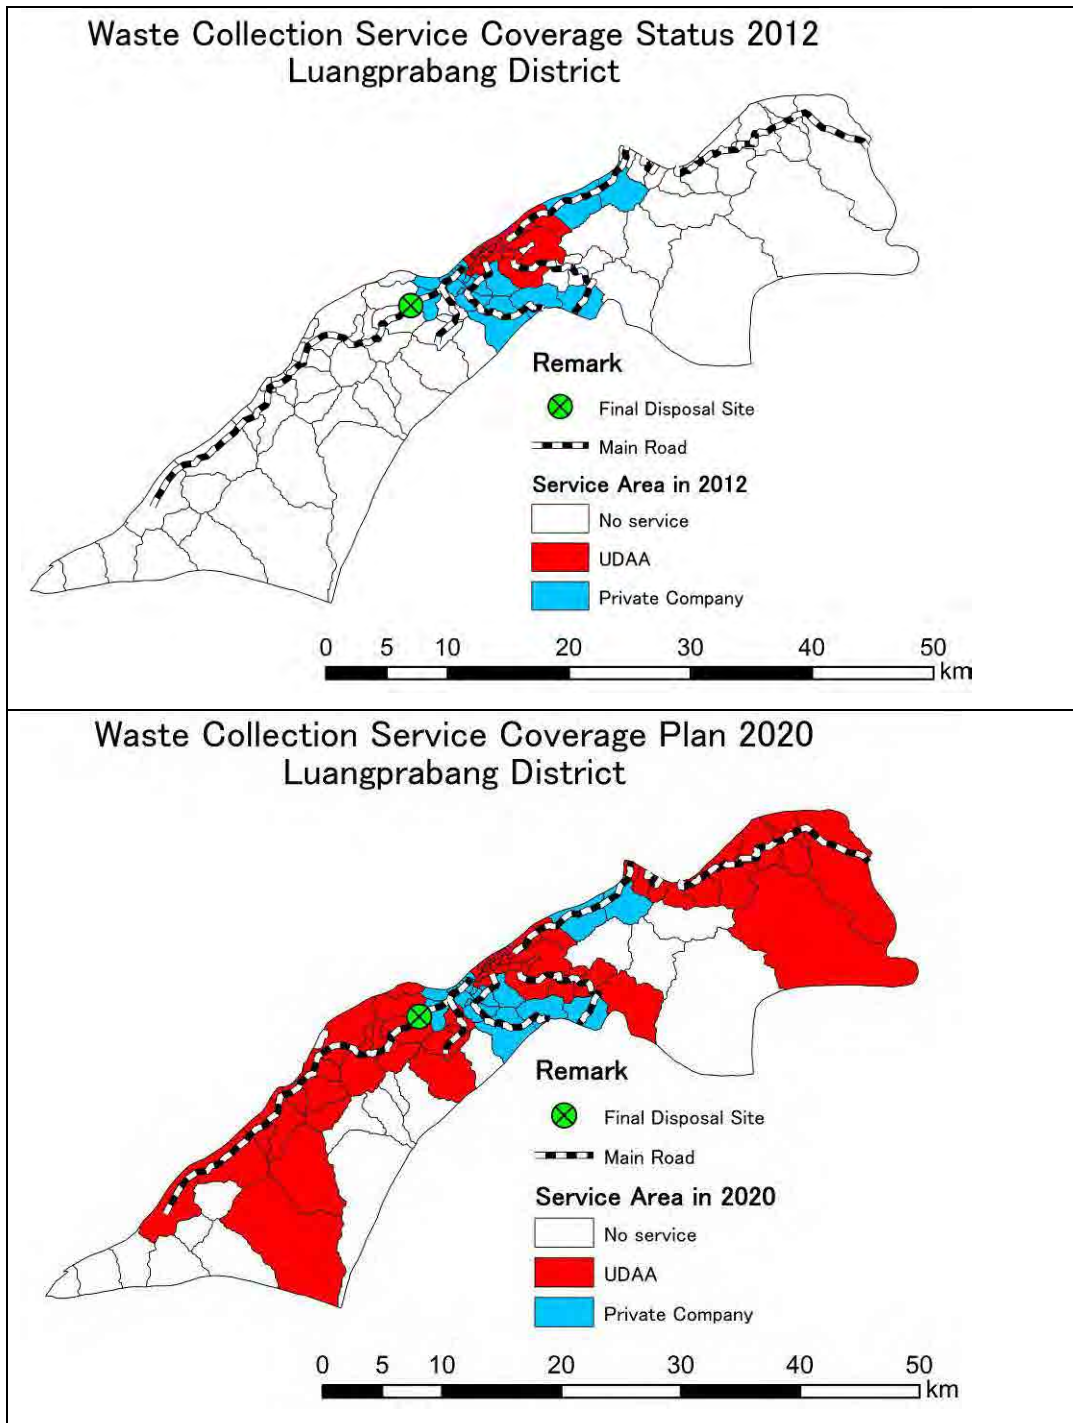 Waste Collection Service Coverage Status 2012
Luangprabang District
Remark
Final Disposal Site
Main Road
Service Area in 2012
No service
UDAA
Private Company
0 5 10 20 30 40 50
km
Waste Collection Service Coverage Plan 2020
Luangprabang District
Remark
Final Disposal Site
Main Road
Service Area in 2020
No service
UDAA
Private Company
0 5 10 20 30 40 50
km